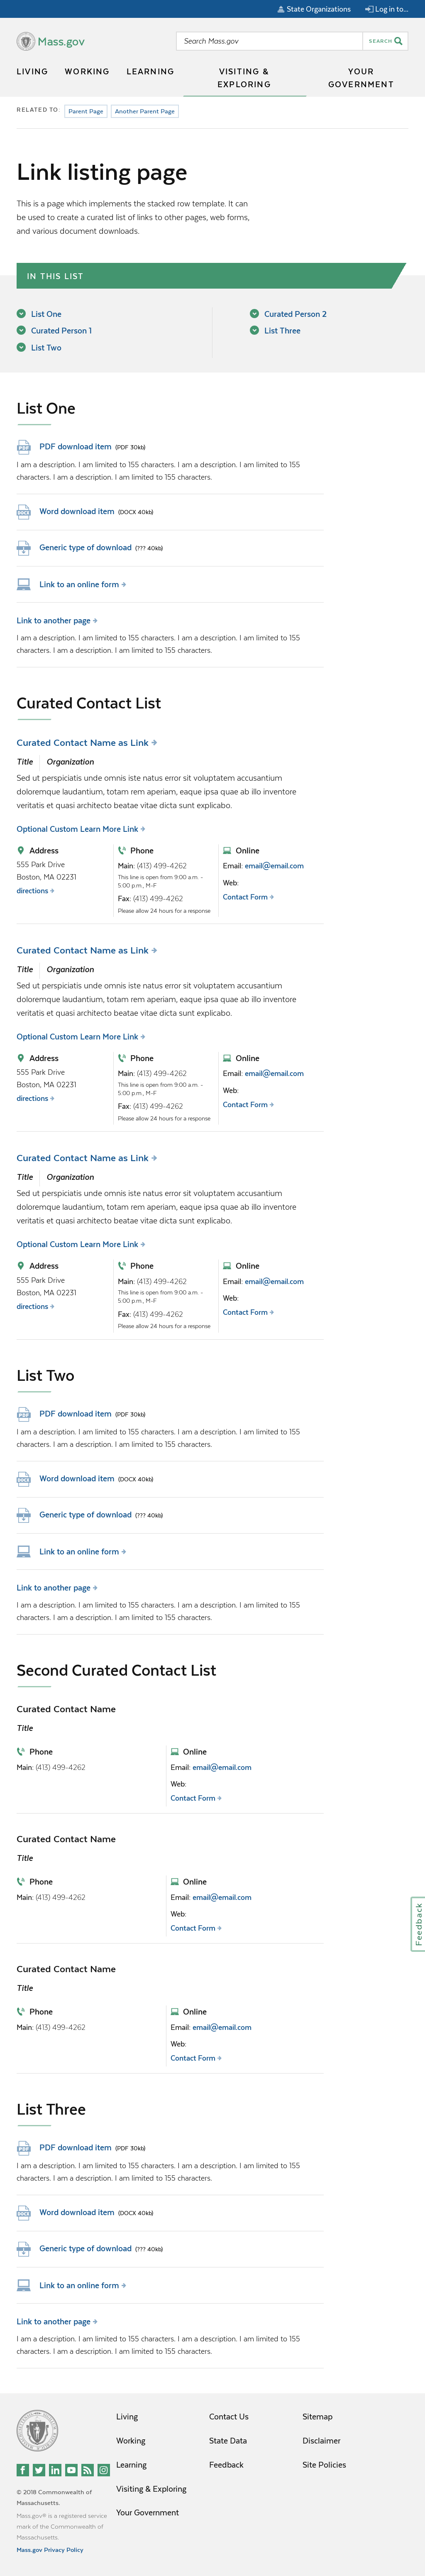 State Organizations
Log in to...
Mass.gov
Search Mass.gov
SEARCH
LIVING
WORKING
LEARNING
VISITING &
EXPLORING
YOUR
GOVERNMENT
RELATED TO:
Parent Page
Another Parent Page
Link listing page
This is a page which implements the stacked row template. It can
be used to create a curated list of links to other pages, web forms,
and various document downloads.
IN THIS LIST
List One
Curated Person 1
List Two
Curated Person 2
List Three
List One
PDF download item (PDF 30kb)
I am a description. I am limited to 155 characters. I am a description. I am limited to 155
characters. I am a description. I am limited to 155 characters.
Word download item (DOCX 40kb)
Generic type of download (??? 40kb)
Link to an online form
Link to another page
I am a description. I am limited to 155 characters. I am a description. I am limited to 155
characters. I am a description. I am limited to 155 characters.
Curated Contact List
Curated Contact Name as Link
Title
Organization
Sed ut perspiciatis unde omnis iste natus error sit voluptatem accusantium
doloremque laudantium, totam rem aperiam, eaque ipsa quae ab illo inventore
veritatis et quasi architecto beatae vitae dicta sunt explicabo.
Optional Custom Learn More Link
Address
555 Park Drive
Boston, MA 02231
directions
Phone
Main: (413) 499-4262
This line is open from 9:00 a.m. -
5:00 p.m., M-F
Fax: (413) 499-4262
Please allow 24 hours for a response
Online
Email: email@email.com
Web:
Contact Form
Curated Contact Name as Link
Title
Organization
Sed ut perspiciatis unde omnis iste natus error sit voluptatem accusantium
doloremque laudantium, totam rem aperiam, eaque ipsa quae ab illo inventore
veritatis et quasi architecto beatae vitae dicta sunt explicabo.
Optional Custom Learn More Link
Address
555 Park Drive
Boston, MA 02231
directions
Phone
Main: (413) 499-4262
This line is open from 9:00 a.m. -
5:00 p.m., M-F
Fax: (413) 499-4262
Please allow 24 hours for a response
Online
Email: email@email.com
Web:
Contact Form
Curated Contact Name as Link
Title
Organization
Sed ut perspiciatis unde omnis iste natus error sit voluptatem accusantium
doloremque laudantium, totam rem aperiam, eaque ipsa quae ab illo inventore
veritatis et quasi architecto beatae vitae dicta sunt explicabo.
Optional Custom Learn More Link
Address
555 Park Drive
Boston, MA 02231
directions
Phone
Main: (413) 499-4262
This line is open from 9:00 a.m. -
5:00 p.m., M-F
Fax: (413) 499-4262
Please allow 24 hours for a response
Online
Email: email@email.com
Web:
Contact Form
List Two
PDF download item (PDF 30kb)
I am a description. I am limited to 155 characters. I am a description. I am limited to 155
characters. I am a description. I am limited to 155 characters.
Word download item (DOCX 40kb)
Generic type of download (??? 40kb)
Link to an online form
Link to another page
I am a description. I am limited to 155 characters. I am a description. I am limited to 155
characters. I am a description. I am limited to 155 characters.
Second Curated Contact List
Curated Contact Name
Title
Phone
Main: (413) 499-4262
Online
Email: email@email.com
Web:
Contact Form
Curated Contact Name
Title
Phone
Main: (413) 499-4262
Online
Email: email@email.com
Web:
Contact Form
Feedback
Curated Contact Name
Title
Phone
Main: (413) 499-4262
Online
Email: email@email.com
Web:
Contact Form
List Three
PDF download item (PDF 30kb)
I am a description. I am limited to 155 characters. I am a description. I am limited to 155
characters. I am a description. I am limited to 155 characters.
Word download item (DOCX 40kb)
Generic type of download (??? 40kb)
Link to an online form
Link to another page
I am a description. I am limited to 155 characters. I am a description. I am limited to 155
characters. I am a description. I am limited to 155 characters.
© 2018 Commonwealth of
Massachusetts.
Mass.gov® is a registered service
mark of the Commonwealth of
Massachusetts.
Mass.gov Privacy Policy
Living
Working
Learning
Visiting & Exploring
Your Government
Contact Us
State Data
Feedback
Sitemap
Disclaimer
Site Policies